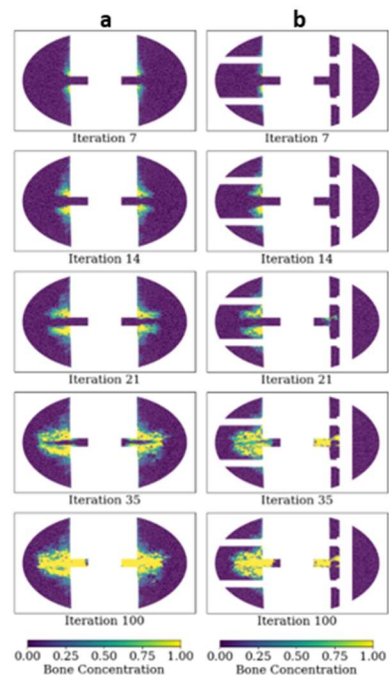 a b
Iteration 7 Iteration 7
Iteration 14 Iteration 14
Iteration 21 Iteration 21
Iteration 35 Iteration 35
Iteration 100 Iteration 100
0.00 0.25 0.50 0.75 1.00 0.00 0.25 0.50 0.75 1.00
Bone Concentration Bone Concentration